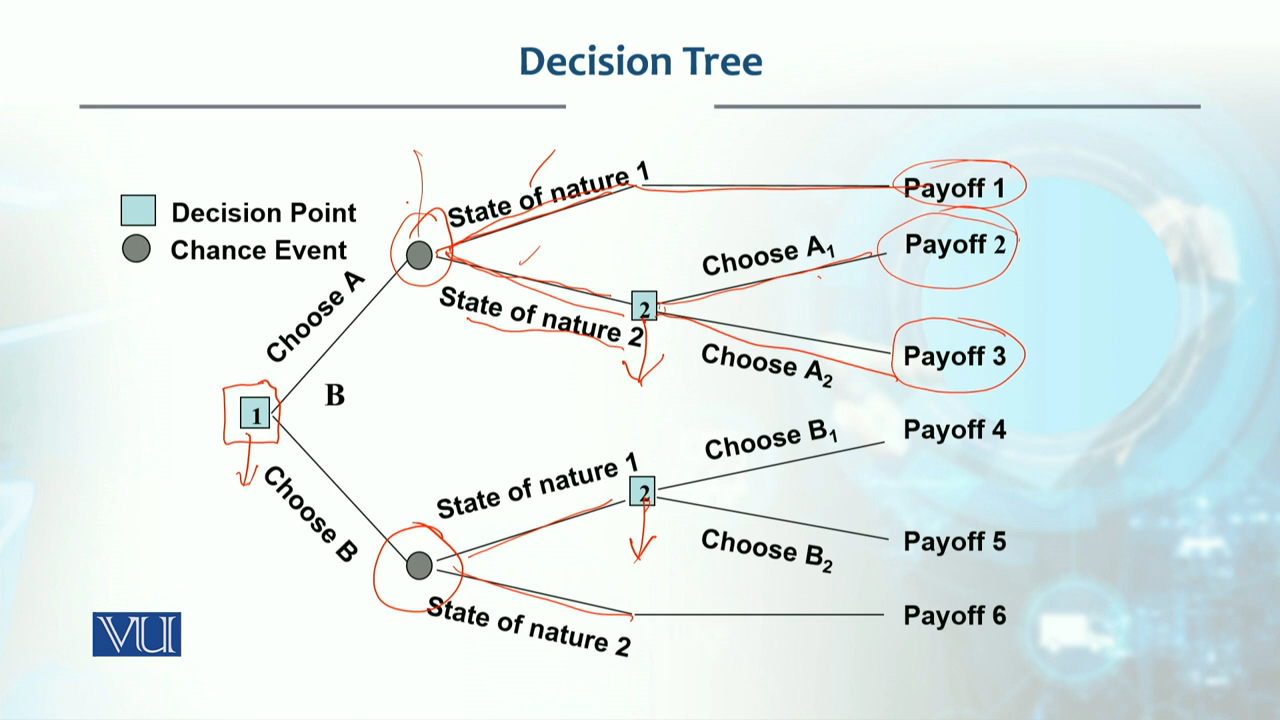 Decision Tree
Decision Point
Chance Event
State of nature 1
Payoff 1
Choose A1
Payoff 2
Choose A
State of nature 2
2
Choose A2
Payoff 3
B
1
Choose B
State of nature 1
2
Choose B1
Payoff 4
Choose B2
Payoff 5
State of nature 2
Payoff 6
VU